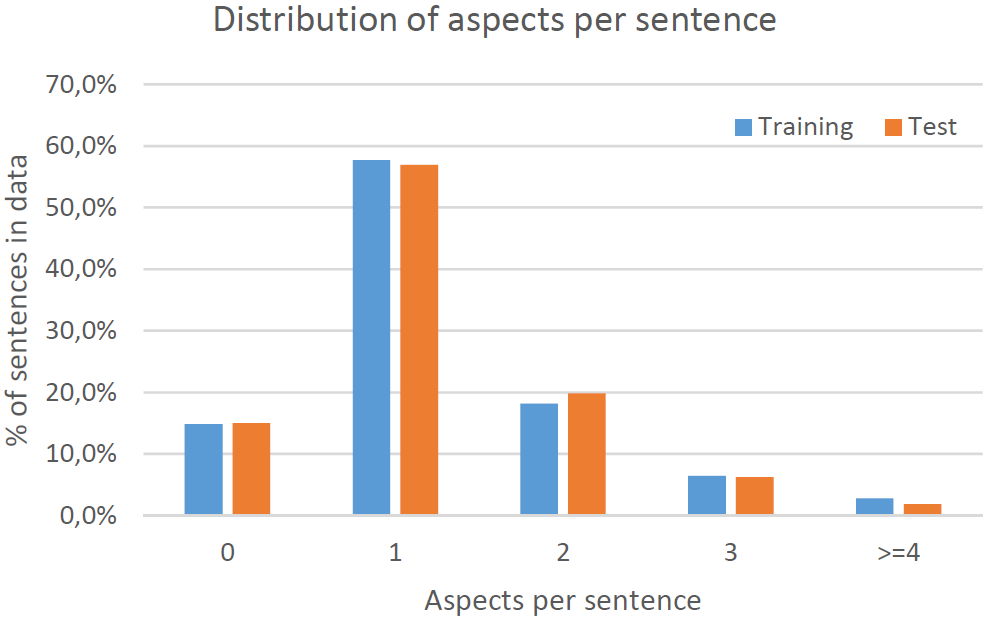 Distribution of aspects per sentence
70,0%
Training Test
60,0%
50,0%
40,0%
30,0%
20,0%
10,0%
0,0%
% of sentences in data
0 1 2 3 >=4
Aspects per sentence